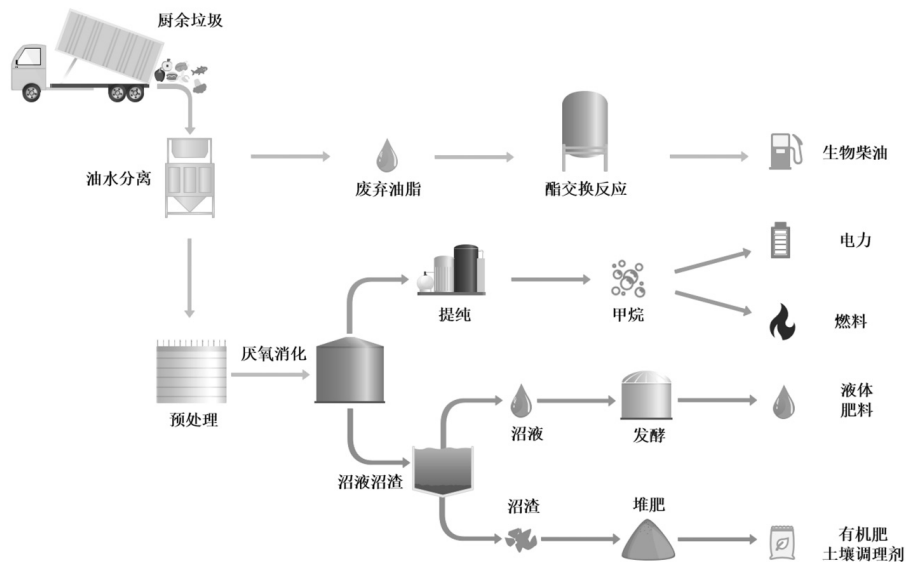 厨余垃圾
油水分离
废弃油脂
酯交换反应
生物柴油
电力
提纯
甲烷
燃料
厌氧消化
预处理
沼液
发酵
液体
肥料
沼液沼渣
沼渣
堆肥
有机肥
土壤调理剂